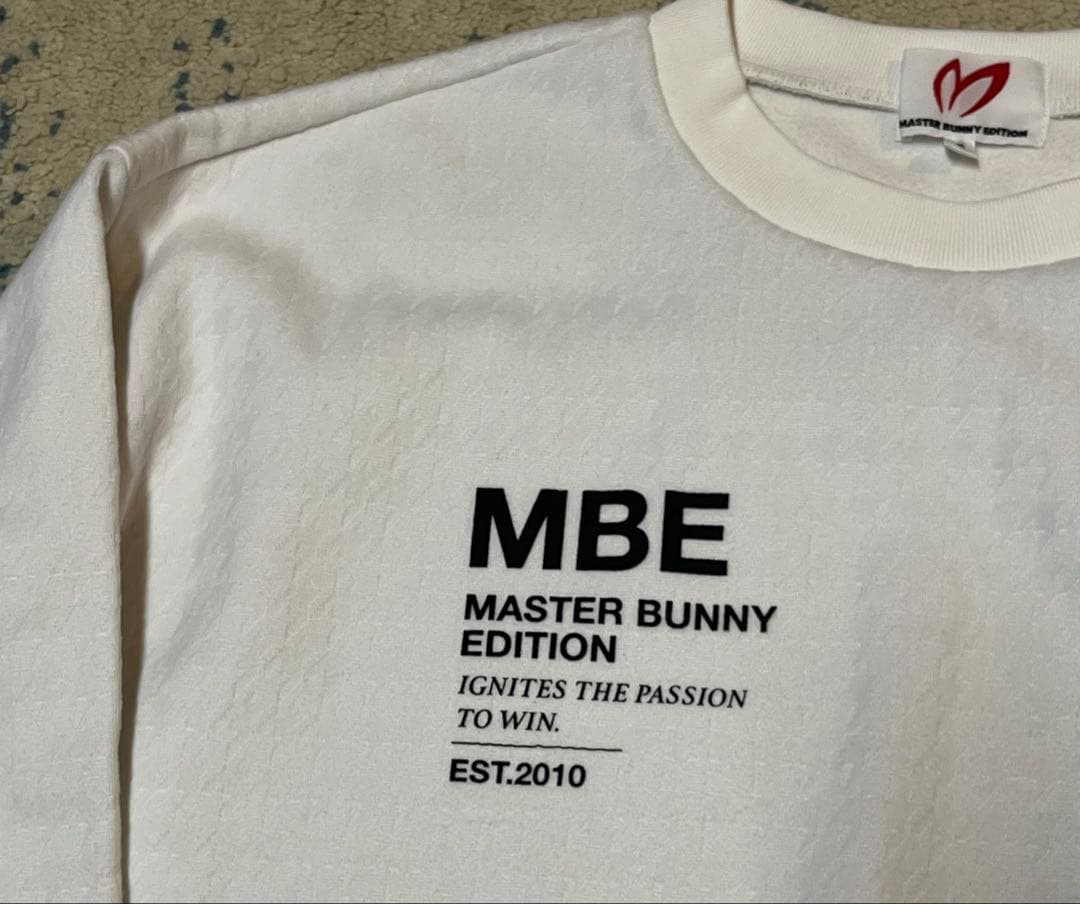 MASTER BUNNY EDITION
MBE
MASTER BUNNY
EDITION
IGNITES THE PASSION
TO WIN.
EST.2010